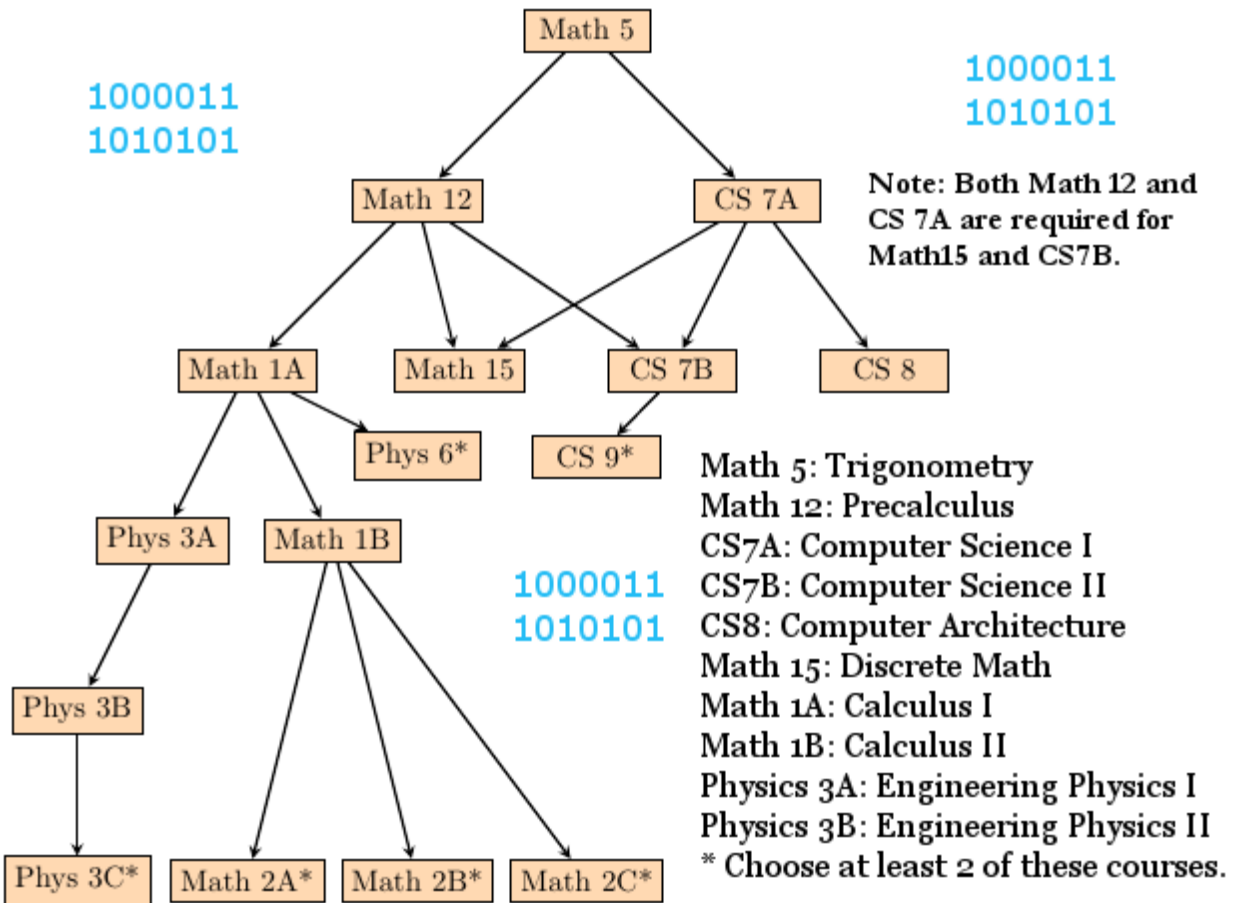 Math 5
1000011
1010101
1000011
1010101
Math 12
CS 7A
Note: Both Math 12 and
CS 7A are required for
Math15 and CS7B.
Math 1A
Math 15
CS 7B
CS 8
Phys 6*
CS 9*
Phys 3A
Math 1B
1000011
1010101
Math 5: Trigonometry
Math 12: Precalculus
CS7A: Computer Science I
CS7B: Computer Science II
CS8: Computer Architecture
Math 15: Discrete Math
Math 1A: Calculus I
Math 1B: Calculus II
Physics 3A: Engineering Physics I
Physics 3B: Engineering Physics II
* Choose at least 2 of these courses.
Phys 3B
Phys 3C*
Math 2A*
Math 2B*
Math 2C*